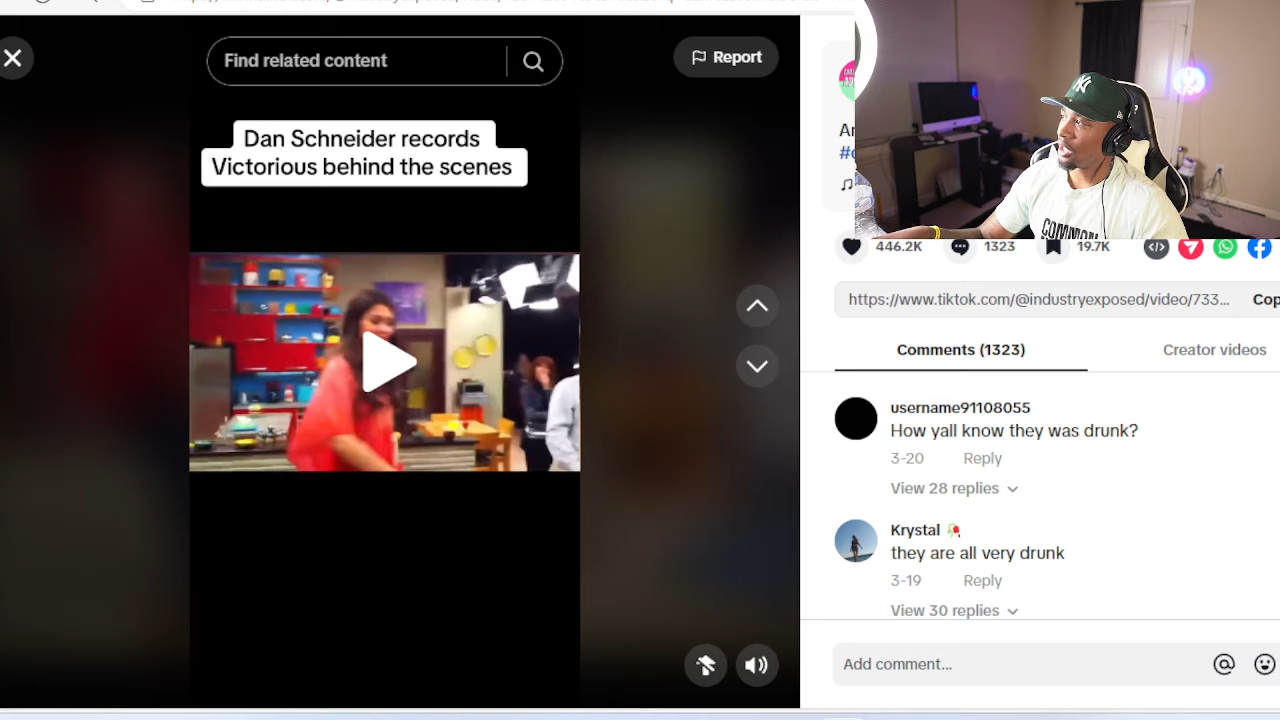 Find related content
Report
Dan Schneider records
Victorious behind the scenes
NY
COMMON
446.2K
1323
19.7K
https://www.tiktok.com/@industryexposed/video/733...
Cop
Comments (1323)
Creator videos
username91108055
How yall know they was drunk?
3-20 Reply
View 28 replies
Krystal 🥀
they are all very drunk
3-19 Reply
View 30 replies
Add comment...